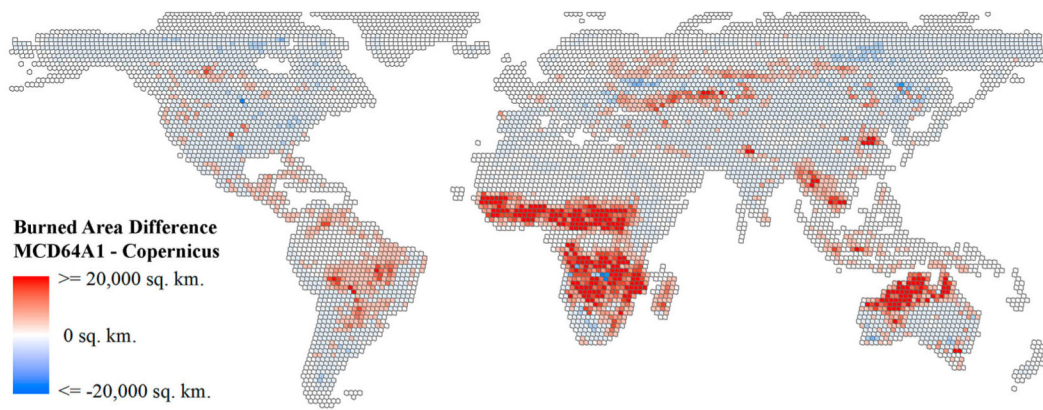 Burned Area Difference
MCD64A1 - Copernicus
>= 20,000 sq. km.
0 sq. km.
<= -20,000 sq. km.